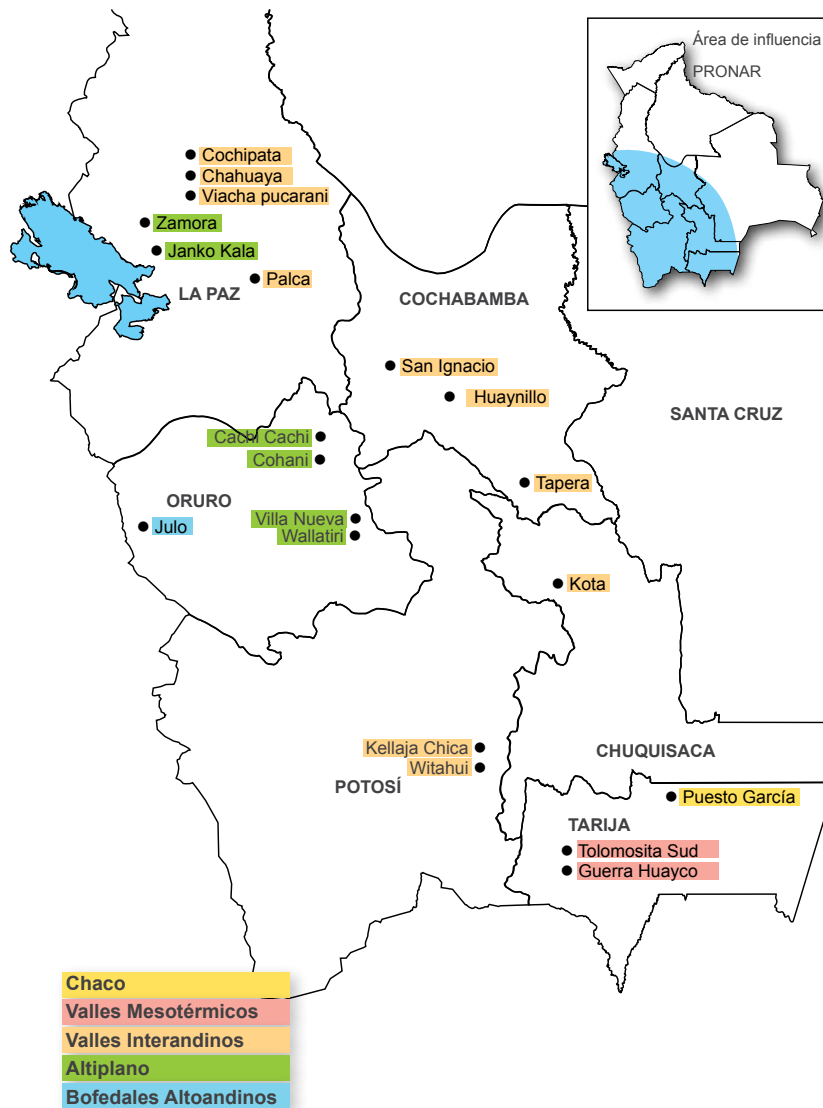 Área de influencia
PRONAR
Cochipata
Chahuaya
Viacha pucarani
Zamora
Janko Kala
Palca
LA PAZ
COCHABAMBA
San Ignacio
Huaynillo
SANTA CRUZ
Cachi Cachi
Cohani
Tapera
ORURO
Villa Nueva
Julo
Wallatiri
Kota
Kellaja Chica
CHUQUISACA
Witahui
POTOSÍ
Puesto García
TARIJA
Tolomosita Sud
Guerra Huayco
Chaco
Valles Mesotérmicos
Valles Interandinos
Altiplano
Bofedales Altoandinos